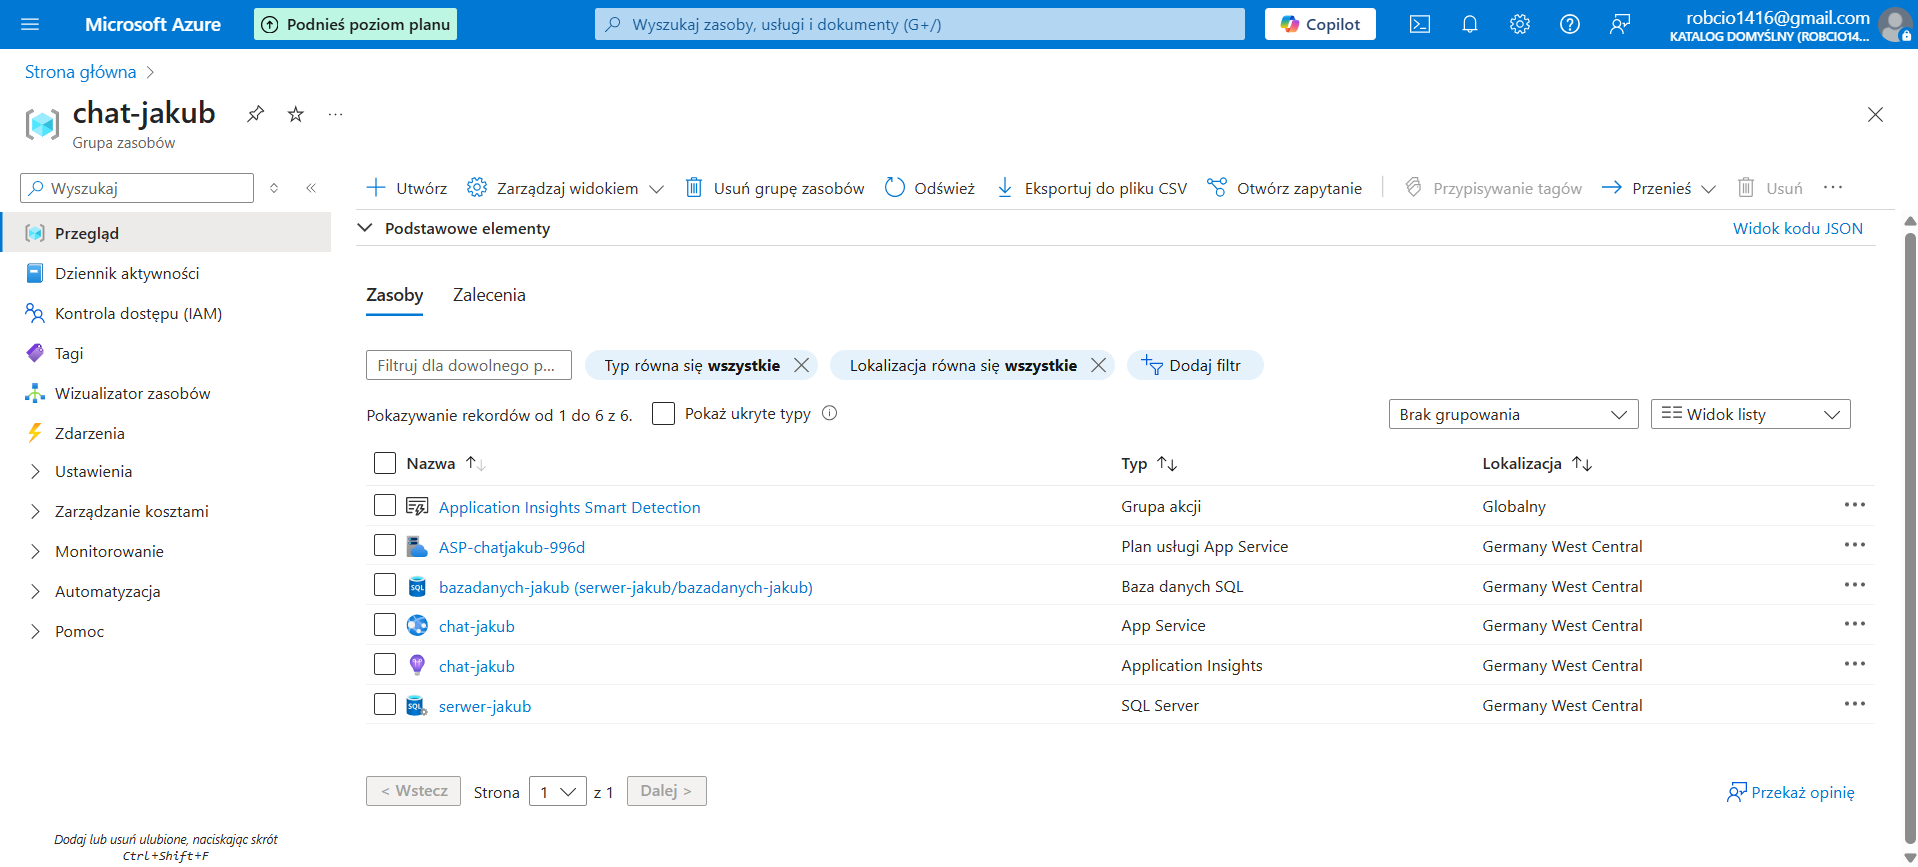 Microsoft Azure
Podnieś poziom planu
Wyszukaj zasoby, usługi i dokumenty (G+/)
Copilot
robcio1416@gmail.com
KATALOG DOMYŚLNY (ROBCIO14...
Strona główna
chat-jakub
...
Grupa zasobów
Wyszukaj
Utwórz
Zarządzaj widokiem
Usuń grupę zasobów
Odśwież
Eksportuj do pliku CSV
Otwórz zapytanie
Przypisywanie tagów
Przenieś
Usuń
...
Przegląd
Dziennik aktywności
Kontrola dostępu (IAM)
Tagi
Wizualizator zasobów
Zdarzenia
Ustawienia
Zarządzanie kosztami
Monitorowanie
Automatyzacja
Pomoc
Dodaj lub usuń ulubione, naciskając skrót
Ctrl+Shift+F
Podstawowe elementy
Widok kodu JSON
Zasoby
Zalecenia
Filtruj dla dowolnego p...
Typ równa się wszystkie
Lokalizacja równa się wszystkie
Dodaj filtr
Pokazywanie rekordów od 1 do 6 z 6.
Pokaż ukryte typy
Brak grupowania
Widok listy
Nazwa Typ Lokalizacja
Application Insights Smart Detection Grupa akcji Globalny
ASP-chatjakub-996d Plan usługi App Service Germany West Central
bazadanych-jakub (serwer-jakub/bazadanych-jakub) Baza danych SQL Germany West Central
chat-jakub App Service Germany West Central
chat-jakub Application Insights Germany West Central
serwer-jakub SQL Server Germany West Central
< Wstecz Strona 1 z 1 Dalej >
Przekaż opinię